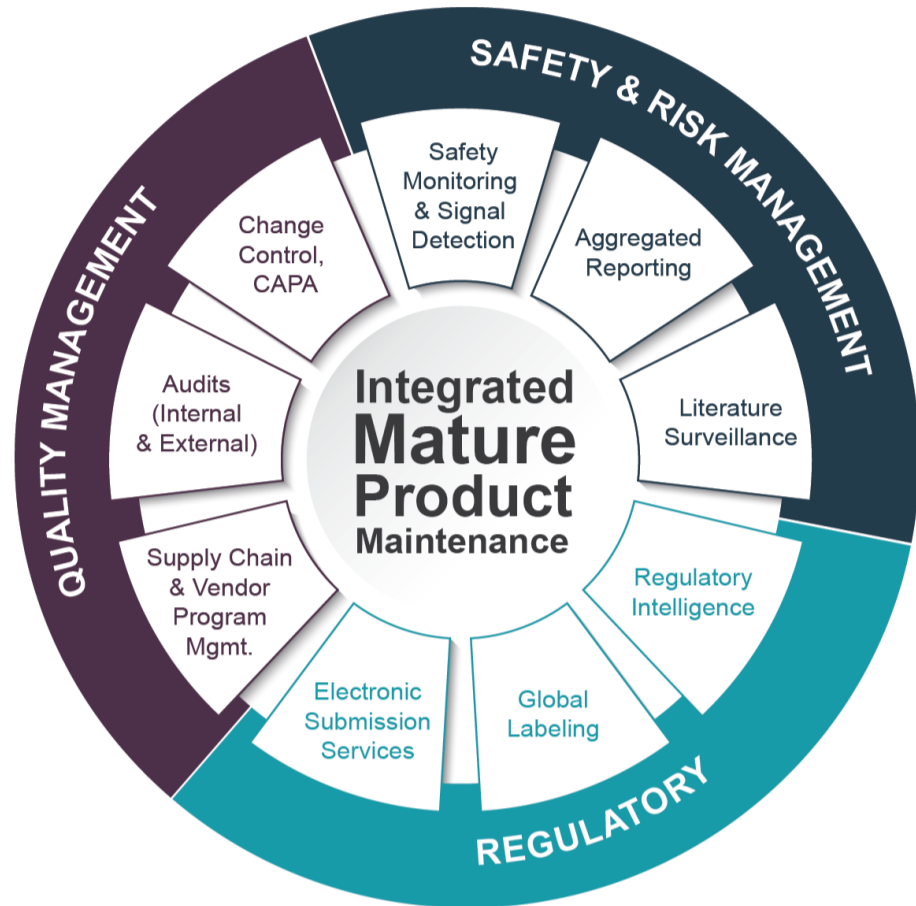 SAFETY & RISK MANAGEMENT
Safety
Monitoring
& Signal
Detection
Aggregated
Reporting
Literature
Surveillance
REGULATORY
Regulatory
Intelligence
Global
Labeling
Electronic
Submission
Services
QUALITY MANAGEMENT
Supply Chain
& Vendor
Program
Mgmt.
Audits
(Internal
& External)
Change
Control,
CAPA
Integrated
Mature
Product
Maintenance